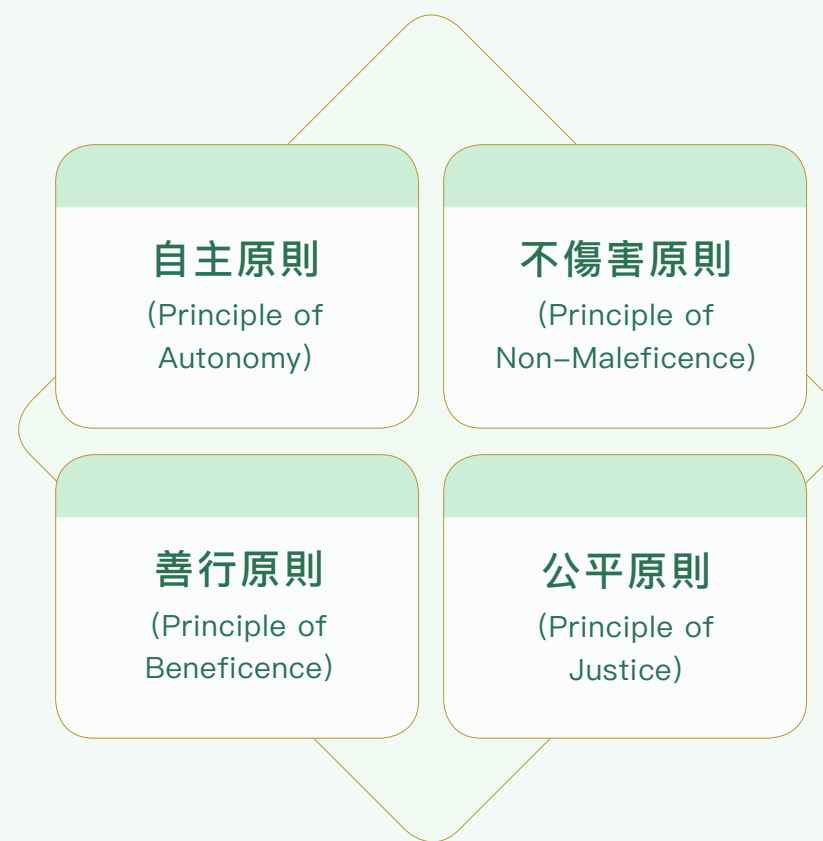 自主原則
(Principle of
Autonomy)
不傷害原則
(Principle of
Non-Maleficence)
善行原則
(Principle of
Beneficence)
公平原則
(Principle of
Justice)